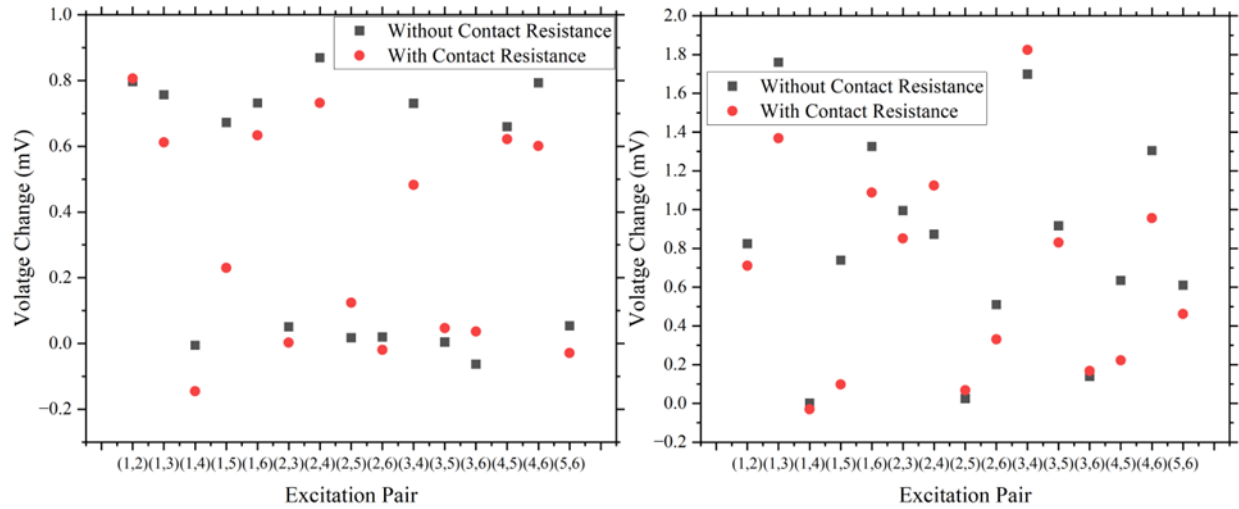 1.0
0.8
0.6
0.4
0.2
0.0
−0.2
Volatge Change (mV)
Without Contact Resistance
With Contact Resistance
(1,2)(1,3)(1,4)(1,5)(1,6)(2,3)(2,4)(2,5)(2,6)(3,4)(3,5)(3,6)(4,5)(4,6)(5,6)
Excitation Pair
2.0
1.8
1.6
1.4
1.2
1.0
0.8
0.6
0.4
0.2
0.0
−0.2
Volatge Change (mV)
Without Contact Resistance
With Contact Resistance
(1,2)(1,3)(1,4)(1,5)(1,6)(2,3)(2,4)(2,5)(2,6)(3,4)(3,5)(3,6)(4,5)(4,6)(5,6)
Excitation Pair